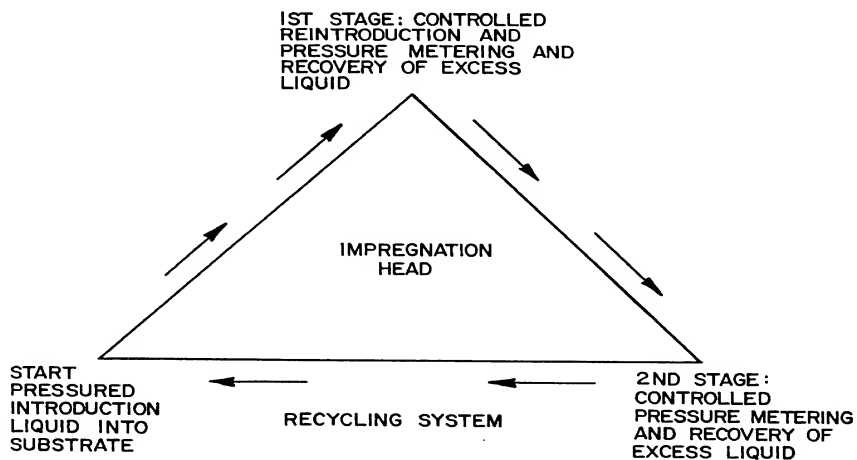 1ST STAGE: CONTROLLED
REINTRODUCTION AND
PRESSURE METERING AND
RECOVERY OF EXCESS
LIQUID
IMPREGNATION
HEAD
START
PRESSURED
INTRODUCTION
LIQUID INTO
SUBSTRATE
RECYCLING SYSTEM
2ND STAGE:
CONTROLLED
PRESSURE METERING
AND RECOVERY OF
EXCESS LIQUID